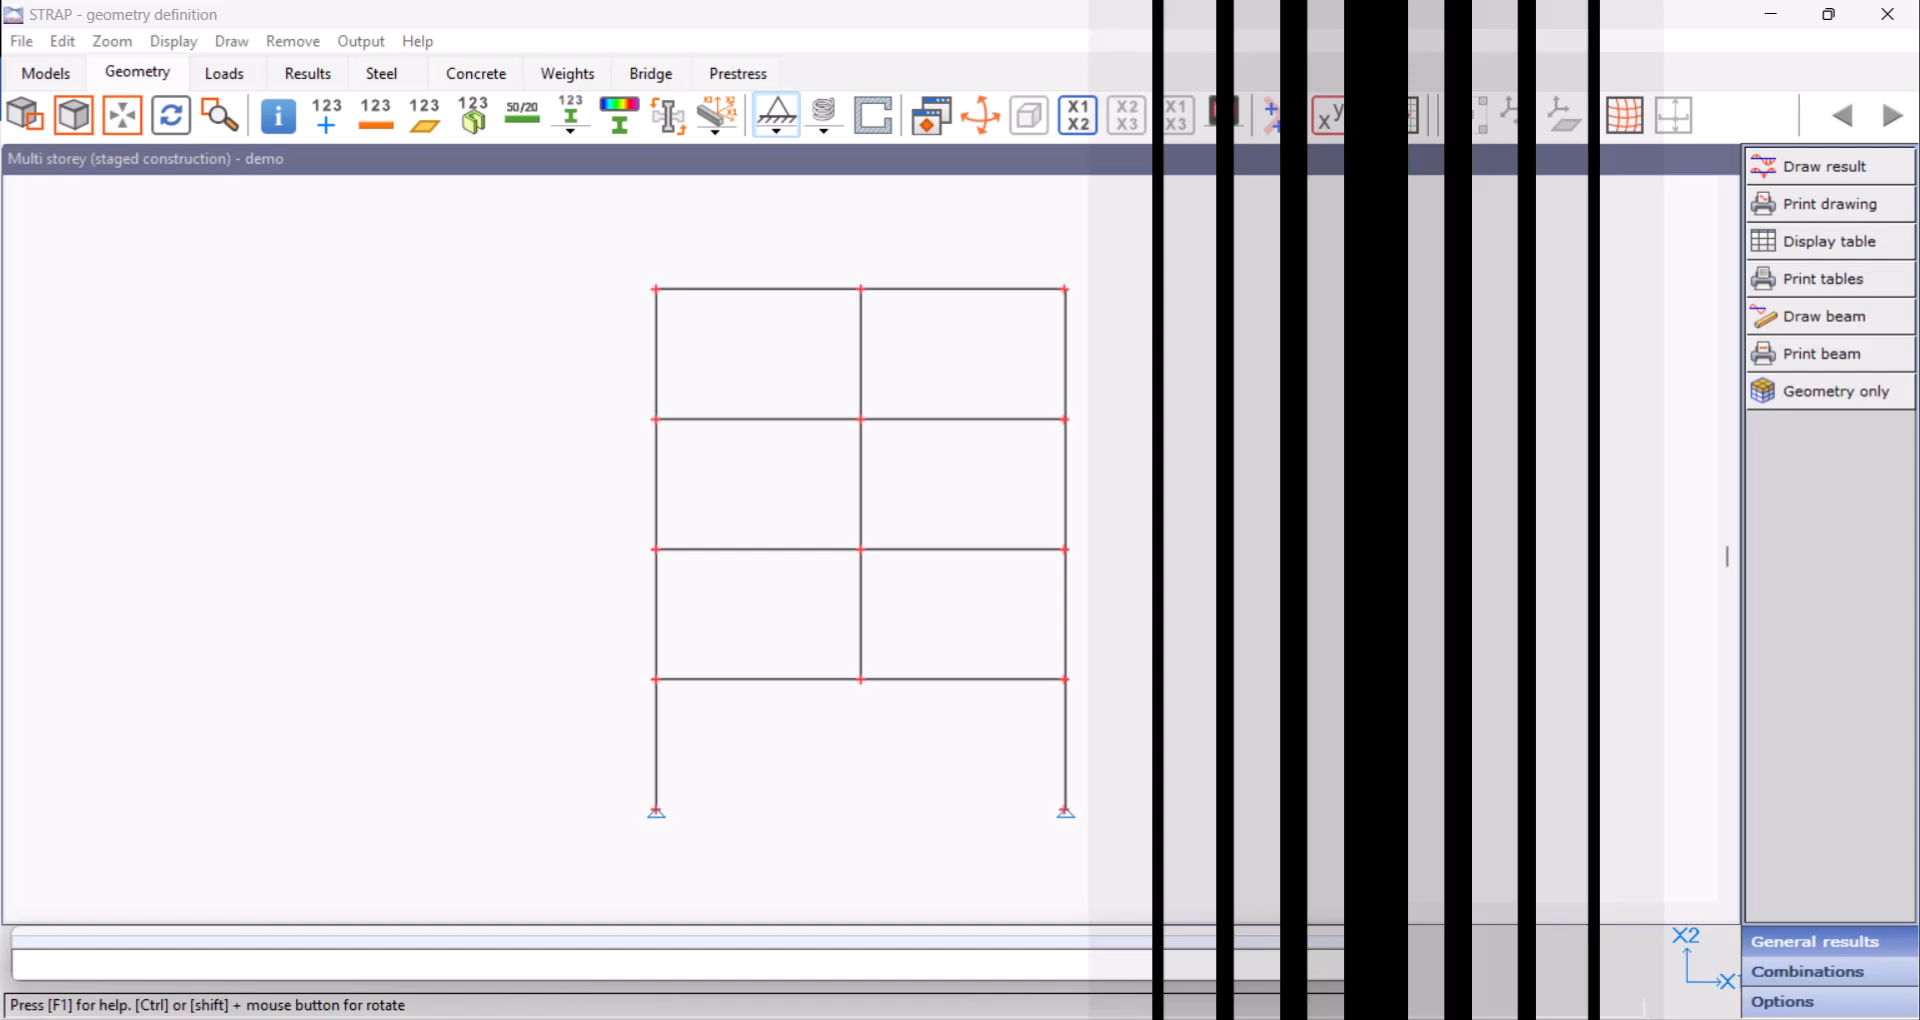 STRAP - geometry definition
File Edit Zoom Display Draw Remove Output Help
Models Geometry Loads Results Steel Concrete Weights Bridge Prestress
123 123 123 123 50/20 123 X1 X2 X2 X3 X1 X3 xy
Multi storey (staged construction) - demo
Draw result
Print drawing
Display table
Print tables
Draw beam
Print beam
Geometry only
X2
X1
General results
Combinations
Options
Press [F1] for help. [Ctrl] or [shift] + mouse button for rotate